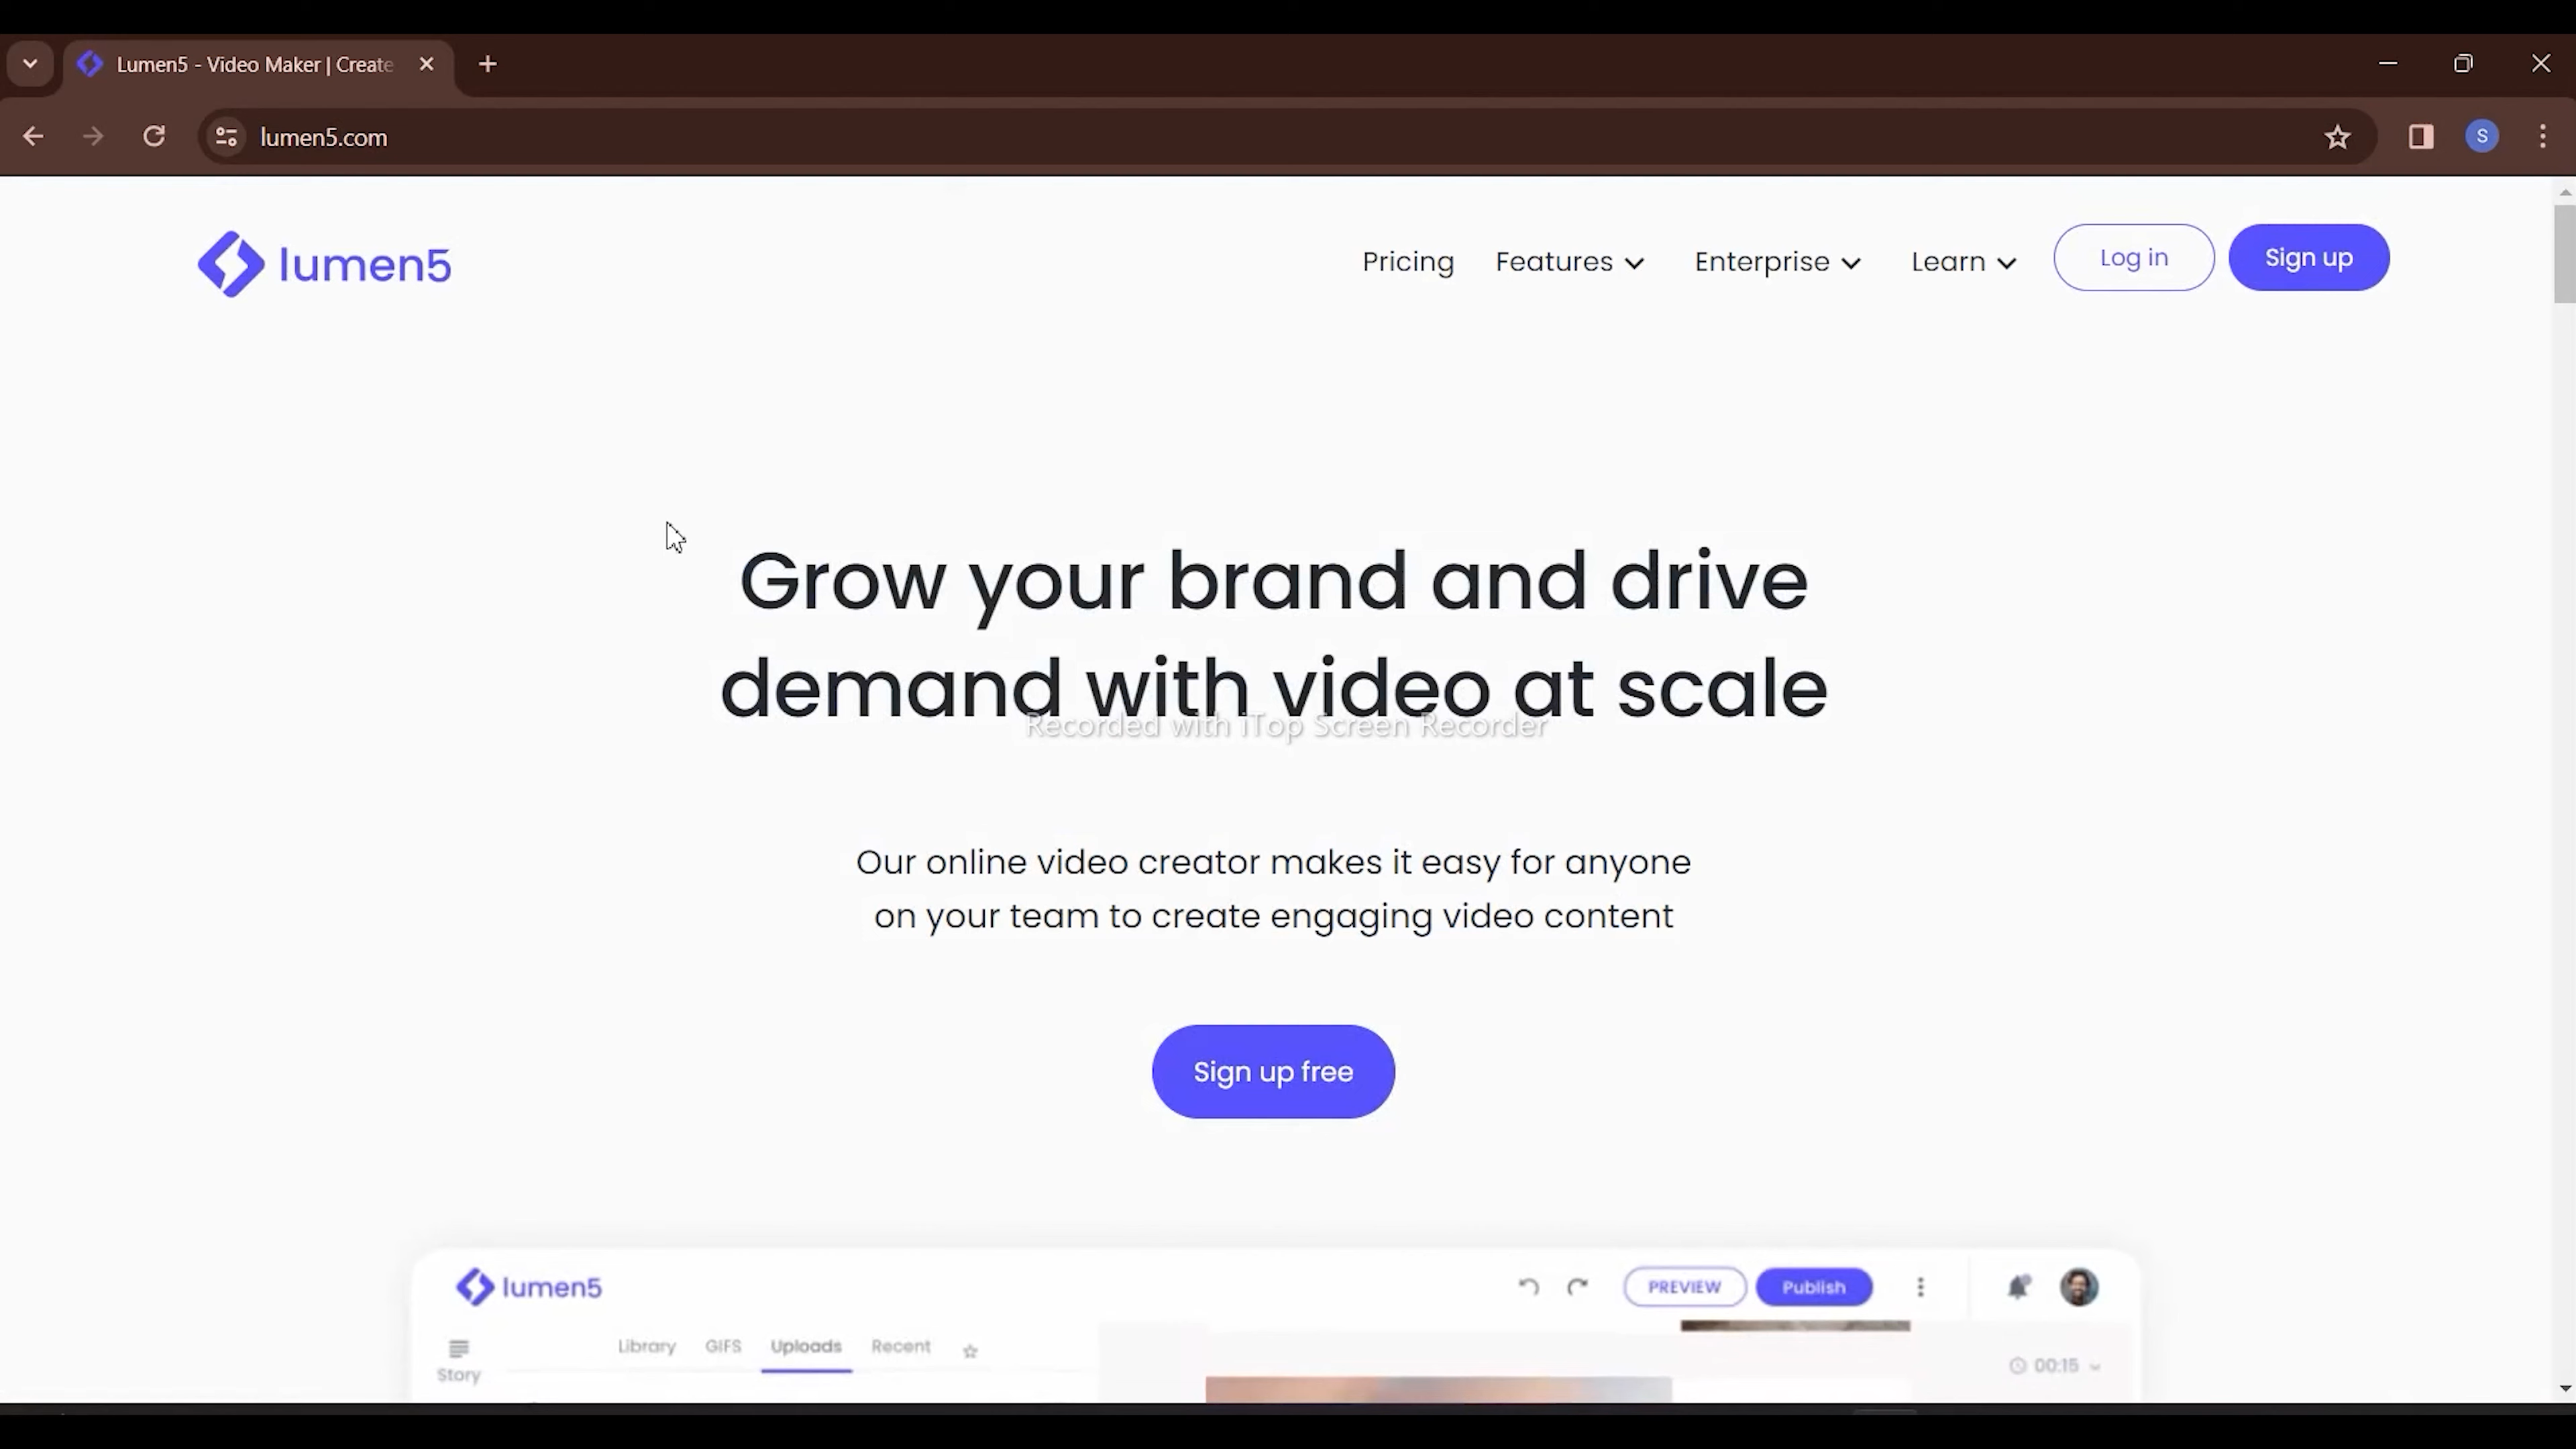 Lumen5 - Video Maker | Create
lumen5.com
S
lumen5
Pricing
Features
Enterprise
Learn
Log in
Sign up
Grow your brand and drive
demand with video at scale
Recorded with iTop Screen Recorder
Our online video creator makes it easy for anyone
on your team to create engaging video content
Sign up free
lumen5
PREVIEW
Publish
Library
GIFS
Uploads
Recent
Story
00:15